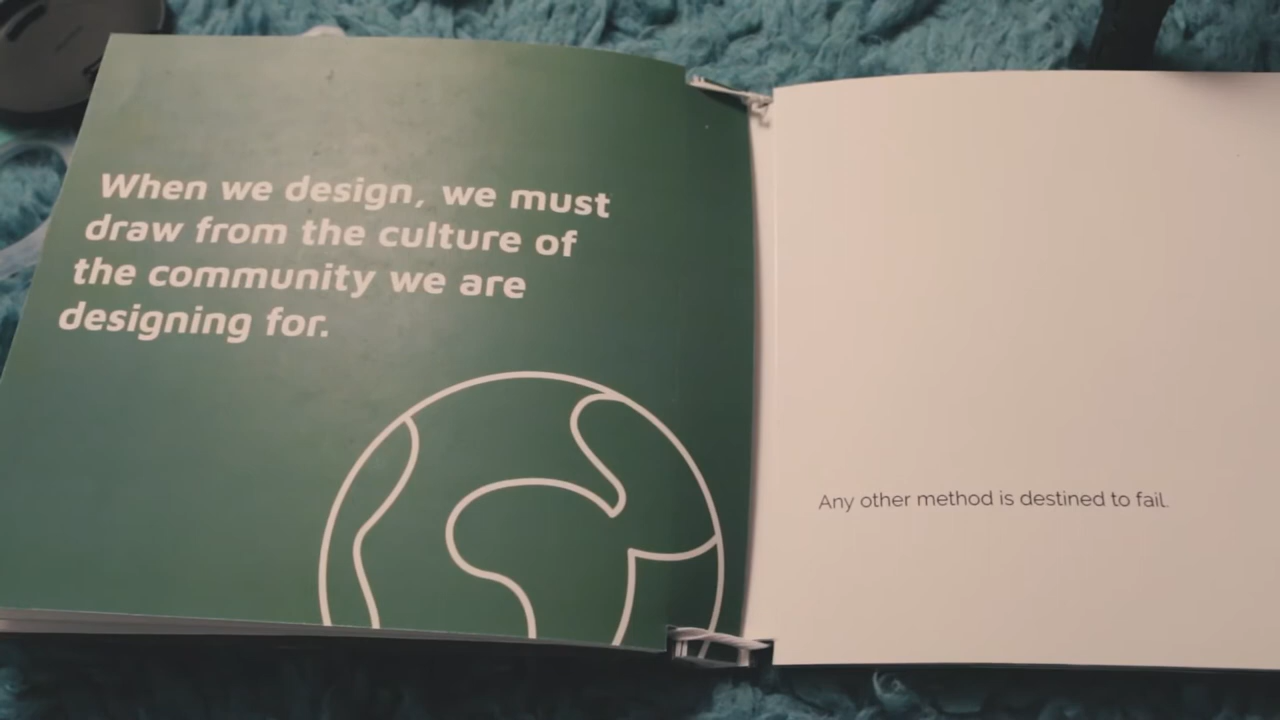 When we design, we must
draw from the culture of
the community we are
designing for.
Any other method is destined to fail.